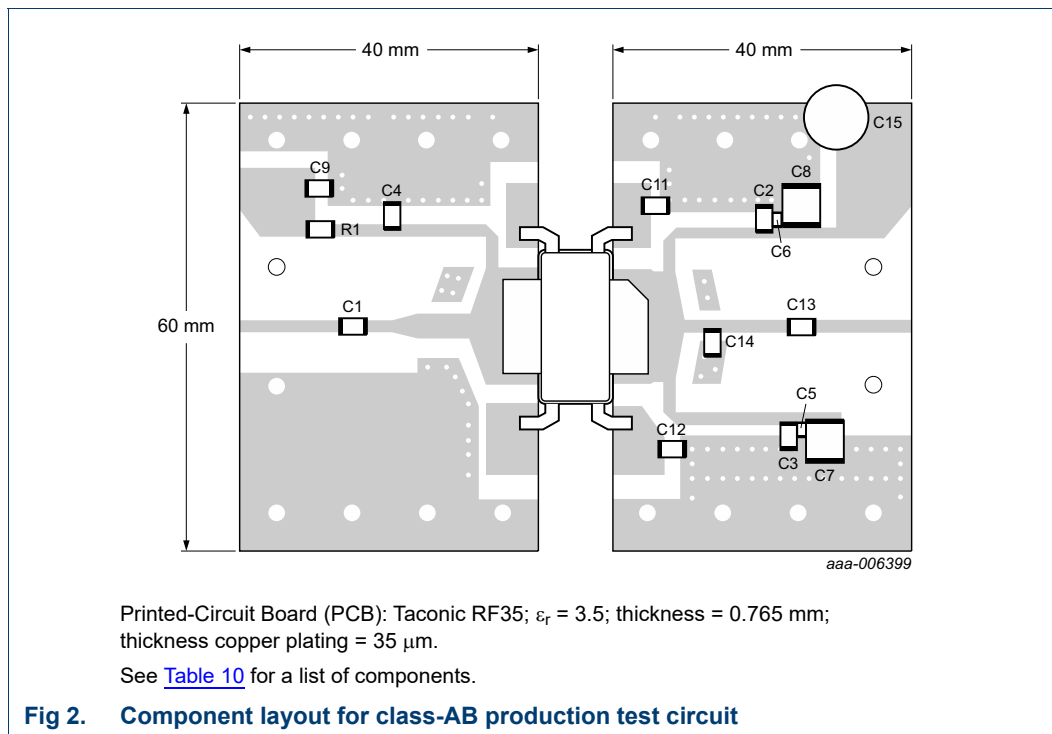 40 mm
40 mm
C15
C9
C4
C11
C2
C8
R1
C6
C1
C13
60 mm
C14
C5
C12
C3
C7
aaa-006399
Printed-Circuit Board (PCB): Taconic RF35; εr = 3.5; thickness = 0.765 mm;
thickness copper plating = 35 μm.
See Table 10 for a list of components.
Fig 2. Component layout for class-AB production test circuit